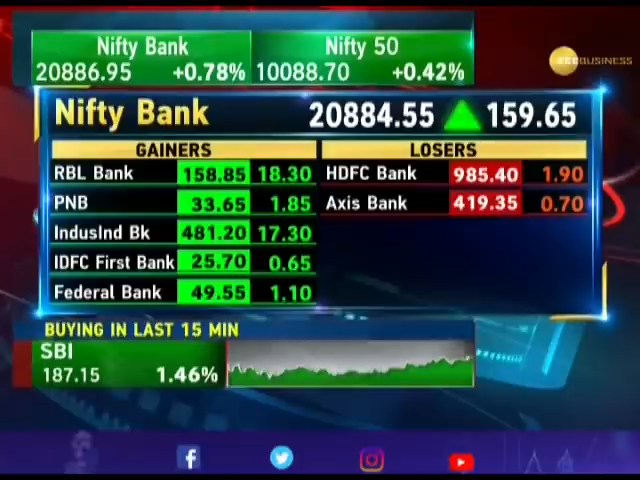 Nifty Bank
20886.95 +0.78%
Nifty 50
10088.70 +0.42%
ZEE BUSINESS
Nifty Bank 20884.55 ▲ 159.65
GAINERS
RBL Bank 158.85 18.30
PNB 33.65 1.85
IndusInd Bk 481.20 17.30
IDFC First Bank 25.70 0.65
Federal Bank 49.55 1.10
LOSERS
HDFC Bank 985.40 1.90
Axis Bank 419.35 0.70
BUYING IN LAST 15 MIN
SBI
187.15 1.46%